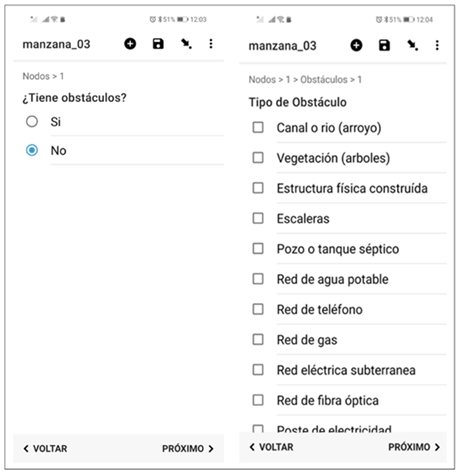 51% 12:03
manzana_03
Nodos > 1
¿Tiene obstáculos?
Si
No
VOLTAR
PRÓXIMO
51% 12:04
manzana_03
Nodos > 1 > Obstáculos > 1
Tipo de Obstáculo
Canal o rio (arroyo)
Vegetación (arboles)
Estructura física construída
Escaleras
Pozo o tanque séptico
Red de agua potable
Red de teléfono
Red de gas
Red eléctrica subterranea
Red de fibra óptica
Poste de electricidad
VOLTAR
PRÓXIMO